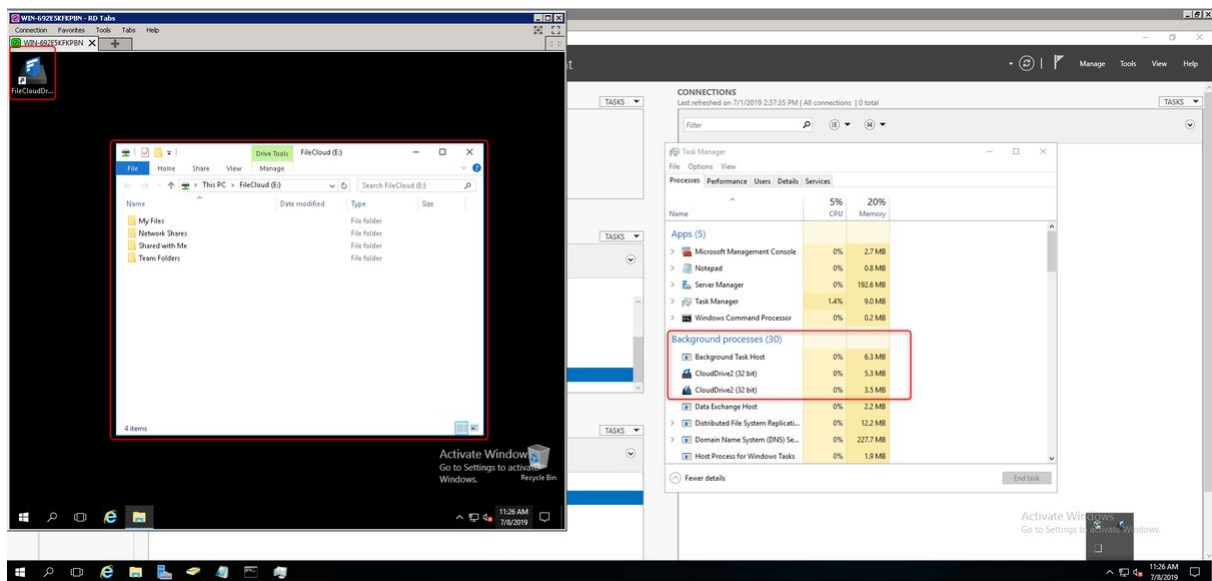 WIN-692E5KFKPBN - RD Tabs
Connection Favorites Tools Tabs Help
WIN-692E5KFKPBN
FileCloudDr...
Drive Tools FileCloud (E:)
File Home Share View Manage
This PC > FileCloud (E:) Search FileCloud (E:)
Name Date modified Type Size
My Files File folder
Network Shares File folder
Shared with Me File folder
Team Folders File folder
4 items
Activate Windows
Go to Settings to activate
Windows.
Recycle Bin
11:26 AM
7/8/2019
Manage Tools View Help
TASKS
TASKS
TASKS
CONNECTIONS
Last refreshed on 7/1/2019 2:37:35 PM | All connections | 0 total
TASKS
Filter
Task Manager
File Options View
Processes Performance Users Details Services
5% 20%
Name CPU Memory
Apps (5)
Microsoft Management Console 0% 2.7 MB
Notepad 0% 0.8 MB
Server Manager 0% 192.6 MB
Task Manager 1.4% 9.0 MB
Windows Command Processor 0% 0.2 MB
Background processes (30)
Background Task Host 0% 6.3 MB
CloudDrive2 (32 bit) 0% 5.3 MB
CloudDrive2 (32 bit) 0% 3.5 MB
Data Exchange Host 0% 2.2 MB
Distributed File System Replicati... 0% 12.2 MB
Domain Name System (DNS) Se... 0% 227.7 MB
Host Process for Windows Tasks 0% 1.9 MB
Fewer details End task
Activate Windows
Go to Settings to activate Windows.
11:26 AM
7/8/2019